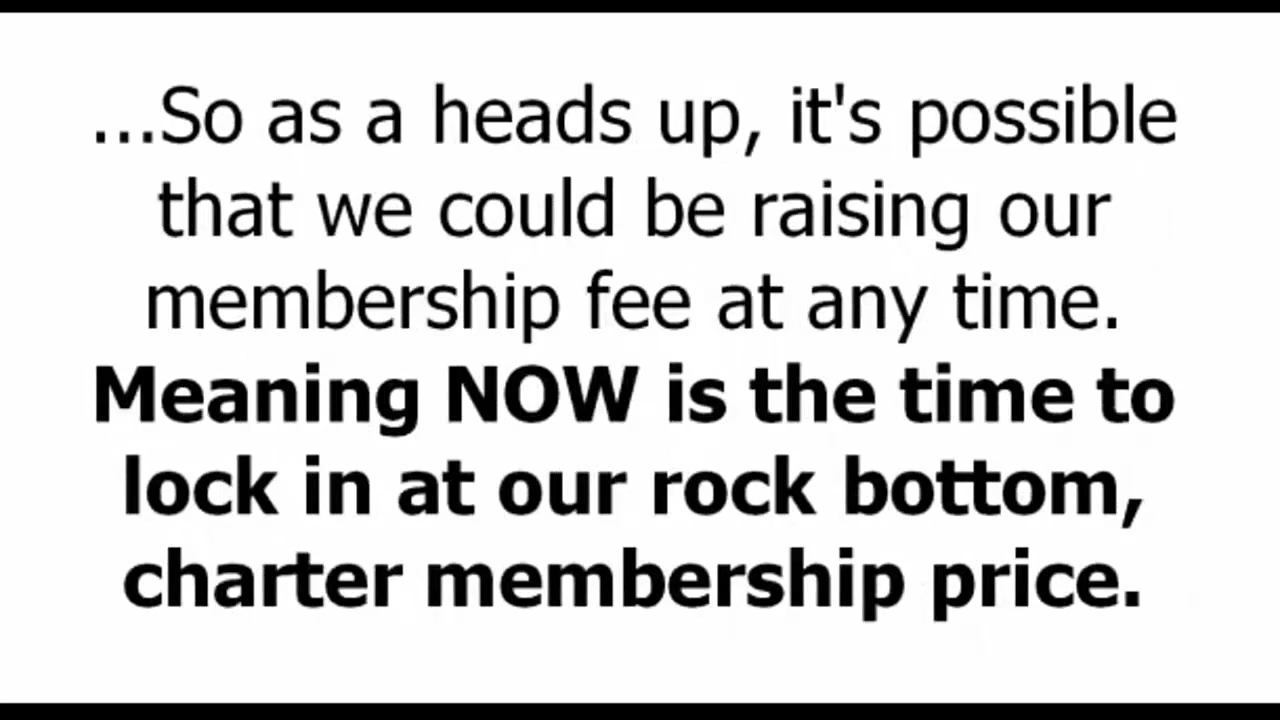 ...So as a heads up, it's possible
that we could be raising our
membership fee at any time.
Meaning NOW is the time to
lock in at our rock bottom,
charter membership price.